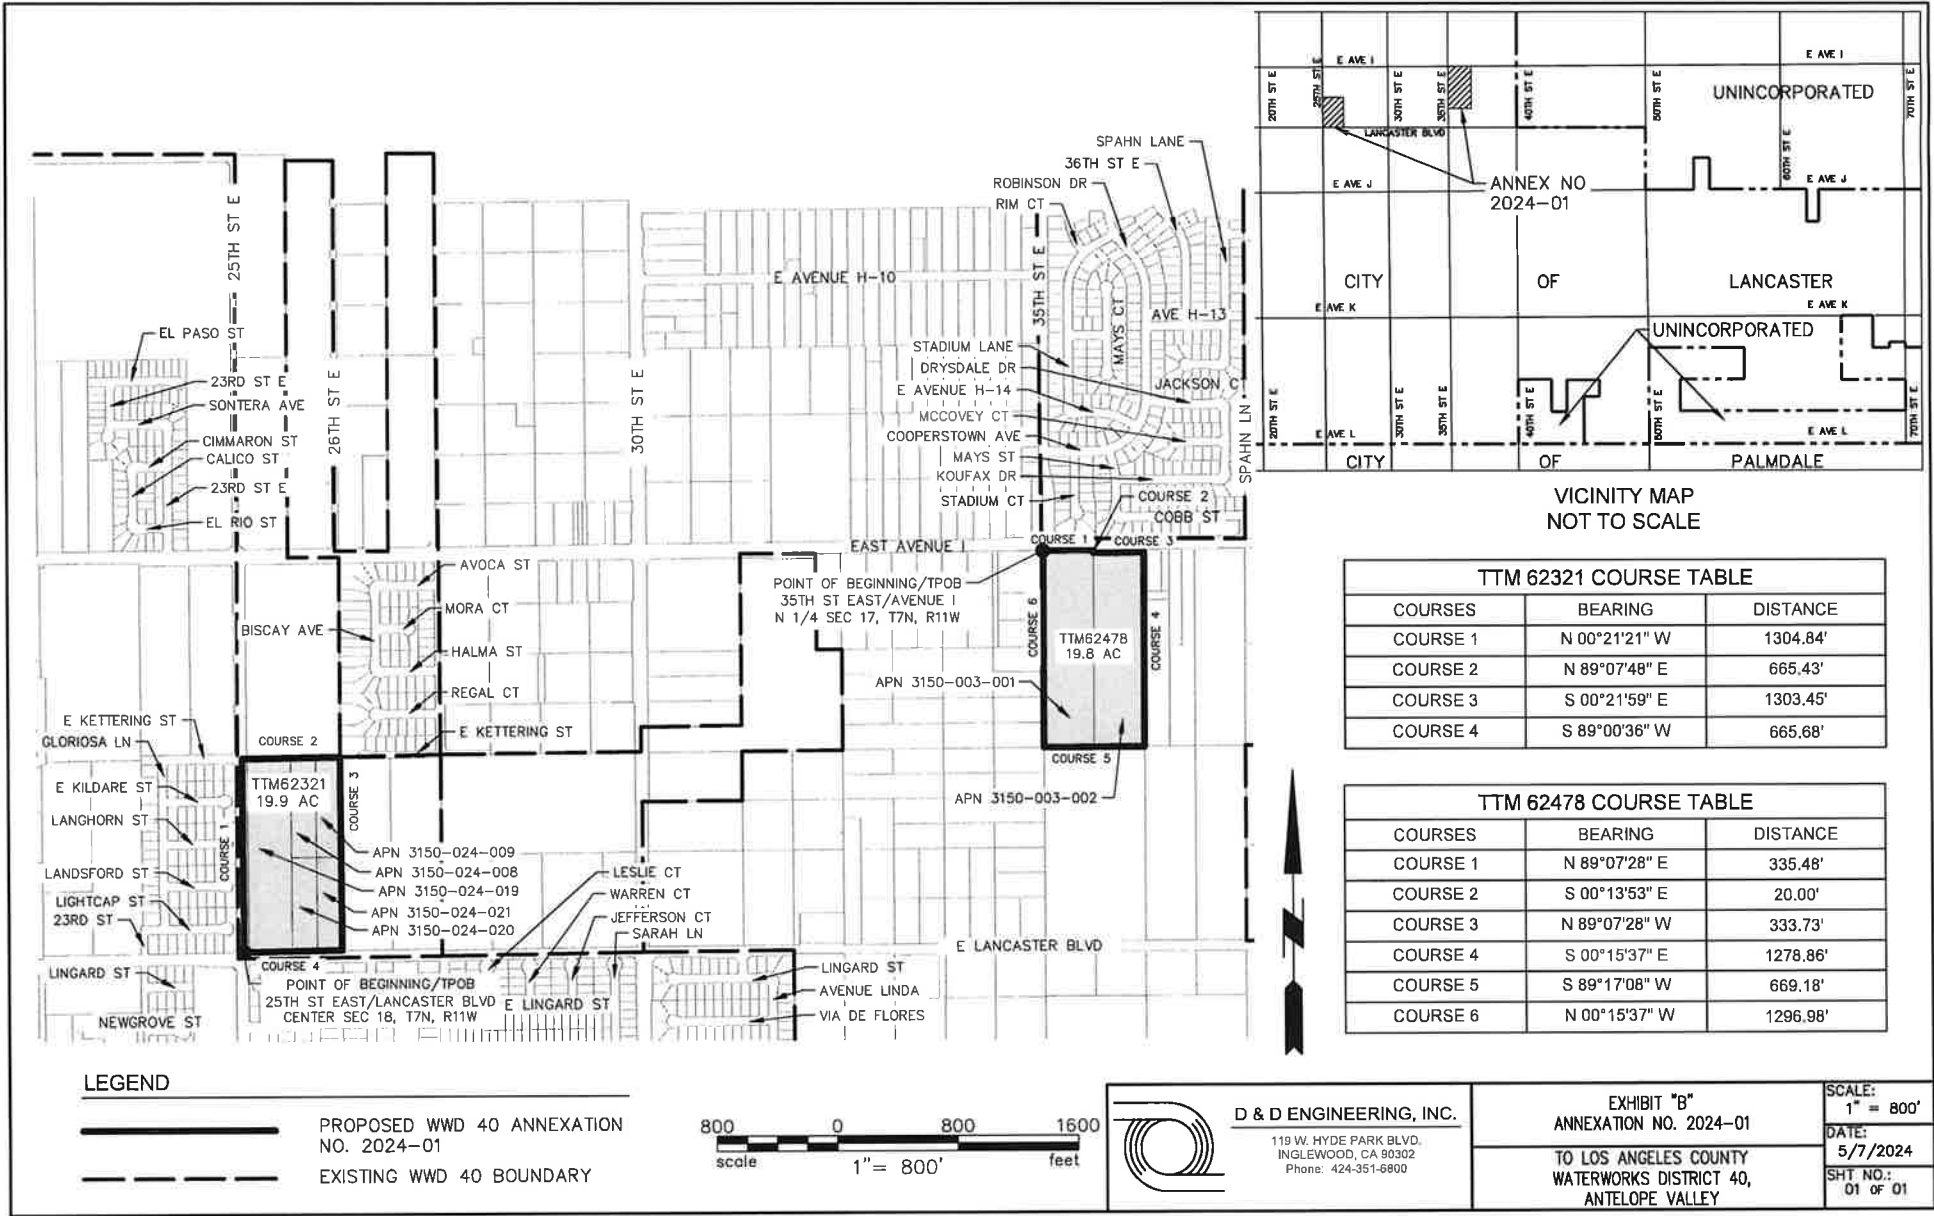 25TH ST E
26TH ST E
30TH ST E
EL PASO ST
23RD ST E
SONTERA AVE
CIMMARON ST
CALICO ST
23RD ST E
EL RIO ST
E AVENUE H-10
35TH ST E
SPAHN LANE
36TH ST E
ROBINSON DR
RIM CT
MAYS CT
AVE H-13
STADIUM LANE
DRYSDALE DR
E AVENUE H-14
JACKSON CT
MCCOVEY CT
COOPERSTOWN AVE
MAYS ST
KOUFAX DR
STADIUM CT
SPAHN LN
COURSE 2
COBB ST
COURSE 1
COURSE 3
EAST AVENUE I
AVOCA ST
MORA CT
BISCAY AVE
HALMA ST
REGAL CT
E KETTERING ST
POINT OF BEGINNING/TPOB
35TH ST EAST/AVENUE I
N 1/4 SEC 17, T7N, R11W
COURSE 6
TTM62478
19.8 AC
COURSE 4
APN 3150-003-001
COURSE 5
APN 3150-003-002
E KETTERING ST
GLORIOSA LN
E KILDARE ST
LANGHORN ST
LANDSFORD ST
LIGHTCAP ST
23RD ST
LINGARD ST
NEWGROVE ST
COURSE 2
TTM62321
19.9 AC
COURSE 1
COURSE 3
APN 3150-024-009
APN 3150-024-008
APN 3150-024-019
APN 3150-024-021
APN 3150-024-020
COURSE 4
POINT OF BEGINNING/TPOB
25TH ST EAST/LANCASTER BLVD
CENTER SEC 18, T7N, R11W
LESLIE CT
WARREN CT
JEFFERSON CT
SARAH LN
E LINGARD ST
E LANCASTER BLVD
LINGARD ST
AVENUE LINDA
VIA DE FLORES
E AVE I
E AVE I
20TH ST E
25TH ST E
30TH ST E
35TH ST E
40TH ST E
50TH ST E
60TH ST E
70TH ST E
UNINCORPORATED
LANCASTER BLVD
E AVE J
E AVE J
ANNEX NO
2024-01
CITY OF LANCASTER
E AVE K
E AVE K
UNINCORPORATED
20TH ST E
30TH ST E
35TH ST E
40TH ST E
50TH ST E
70TH ST E
E AVE L
E AVE L
CITY OF PALMDALE
VICINITY MAP
NOT TO SCALE
TTM 62321 COURSE TABLE
COURSES BEARING DISTANCE
COURSE 1 N 00°21'21" W 1304.84'
COURSE 2 N 89°07'48" E 665.43'
COURSE 3 S 00°21'59" E 1303.45'
COURSE 4 S 89°00'36" W 665.68'
TTM 62478 COURSE TABLE
COURSES BEARING DISTANCE
COURSE 1 N 89°07'28" E 335.48'
COURSE 2 S 00°13'53" E 20.00'
COURSE 3 N 89°07'28" W 333.73'
COURSE 4 S 00°15'37" E 1278.86'
COURSE 5 S 89°17'08" W 669.18'
COURSE 6 N 00°15'37" W 1296.98'
LEGEND
PROPOSED WWD 40 ANNEXATION
NO. 2024-01
EXISTING WWD 40 BOUNDARY
800 0 800 1600
scale 1"= 800' feet
D & D ENGINEERING, INC.
119 W. HYDE PARK BLVD.
INGLEWOOD, CA 90302
Phone: 424-351-6800
EXHIBIT "B"
ANNEXATION NO. 2024-01
TO LOS ANGELES COUNTY
WATERWORKS DISTRICT 40,
ANTELOPE VALLEY
SCALE:
1" = 800'
DATE:
5/7/2024
SHT NO.:
01 OF 01